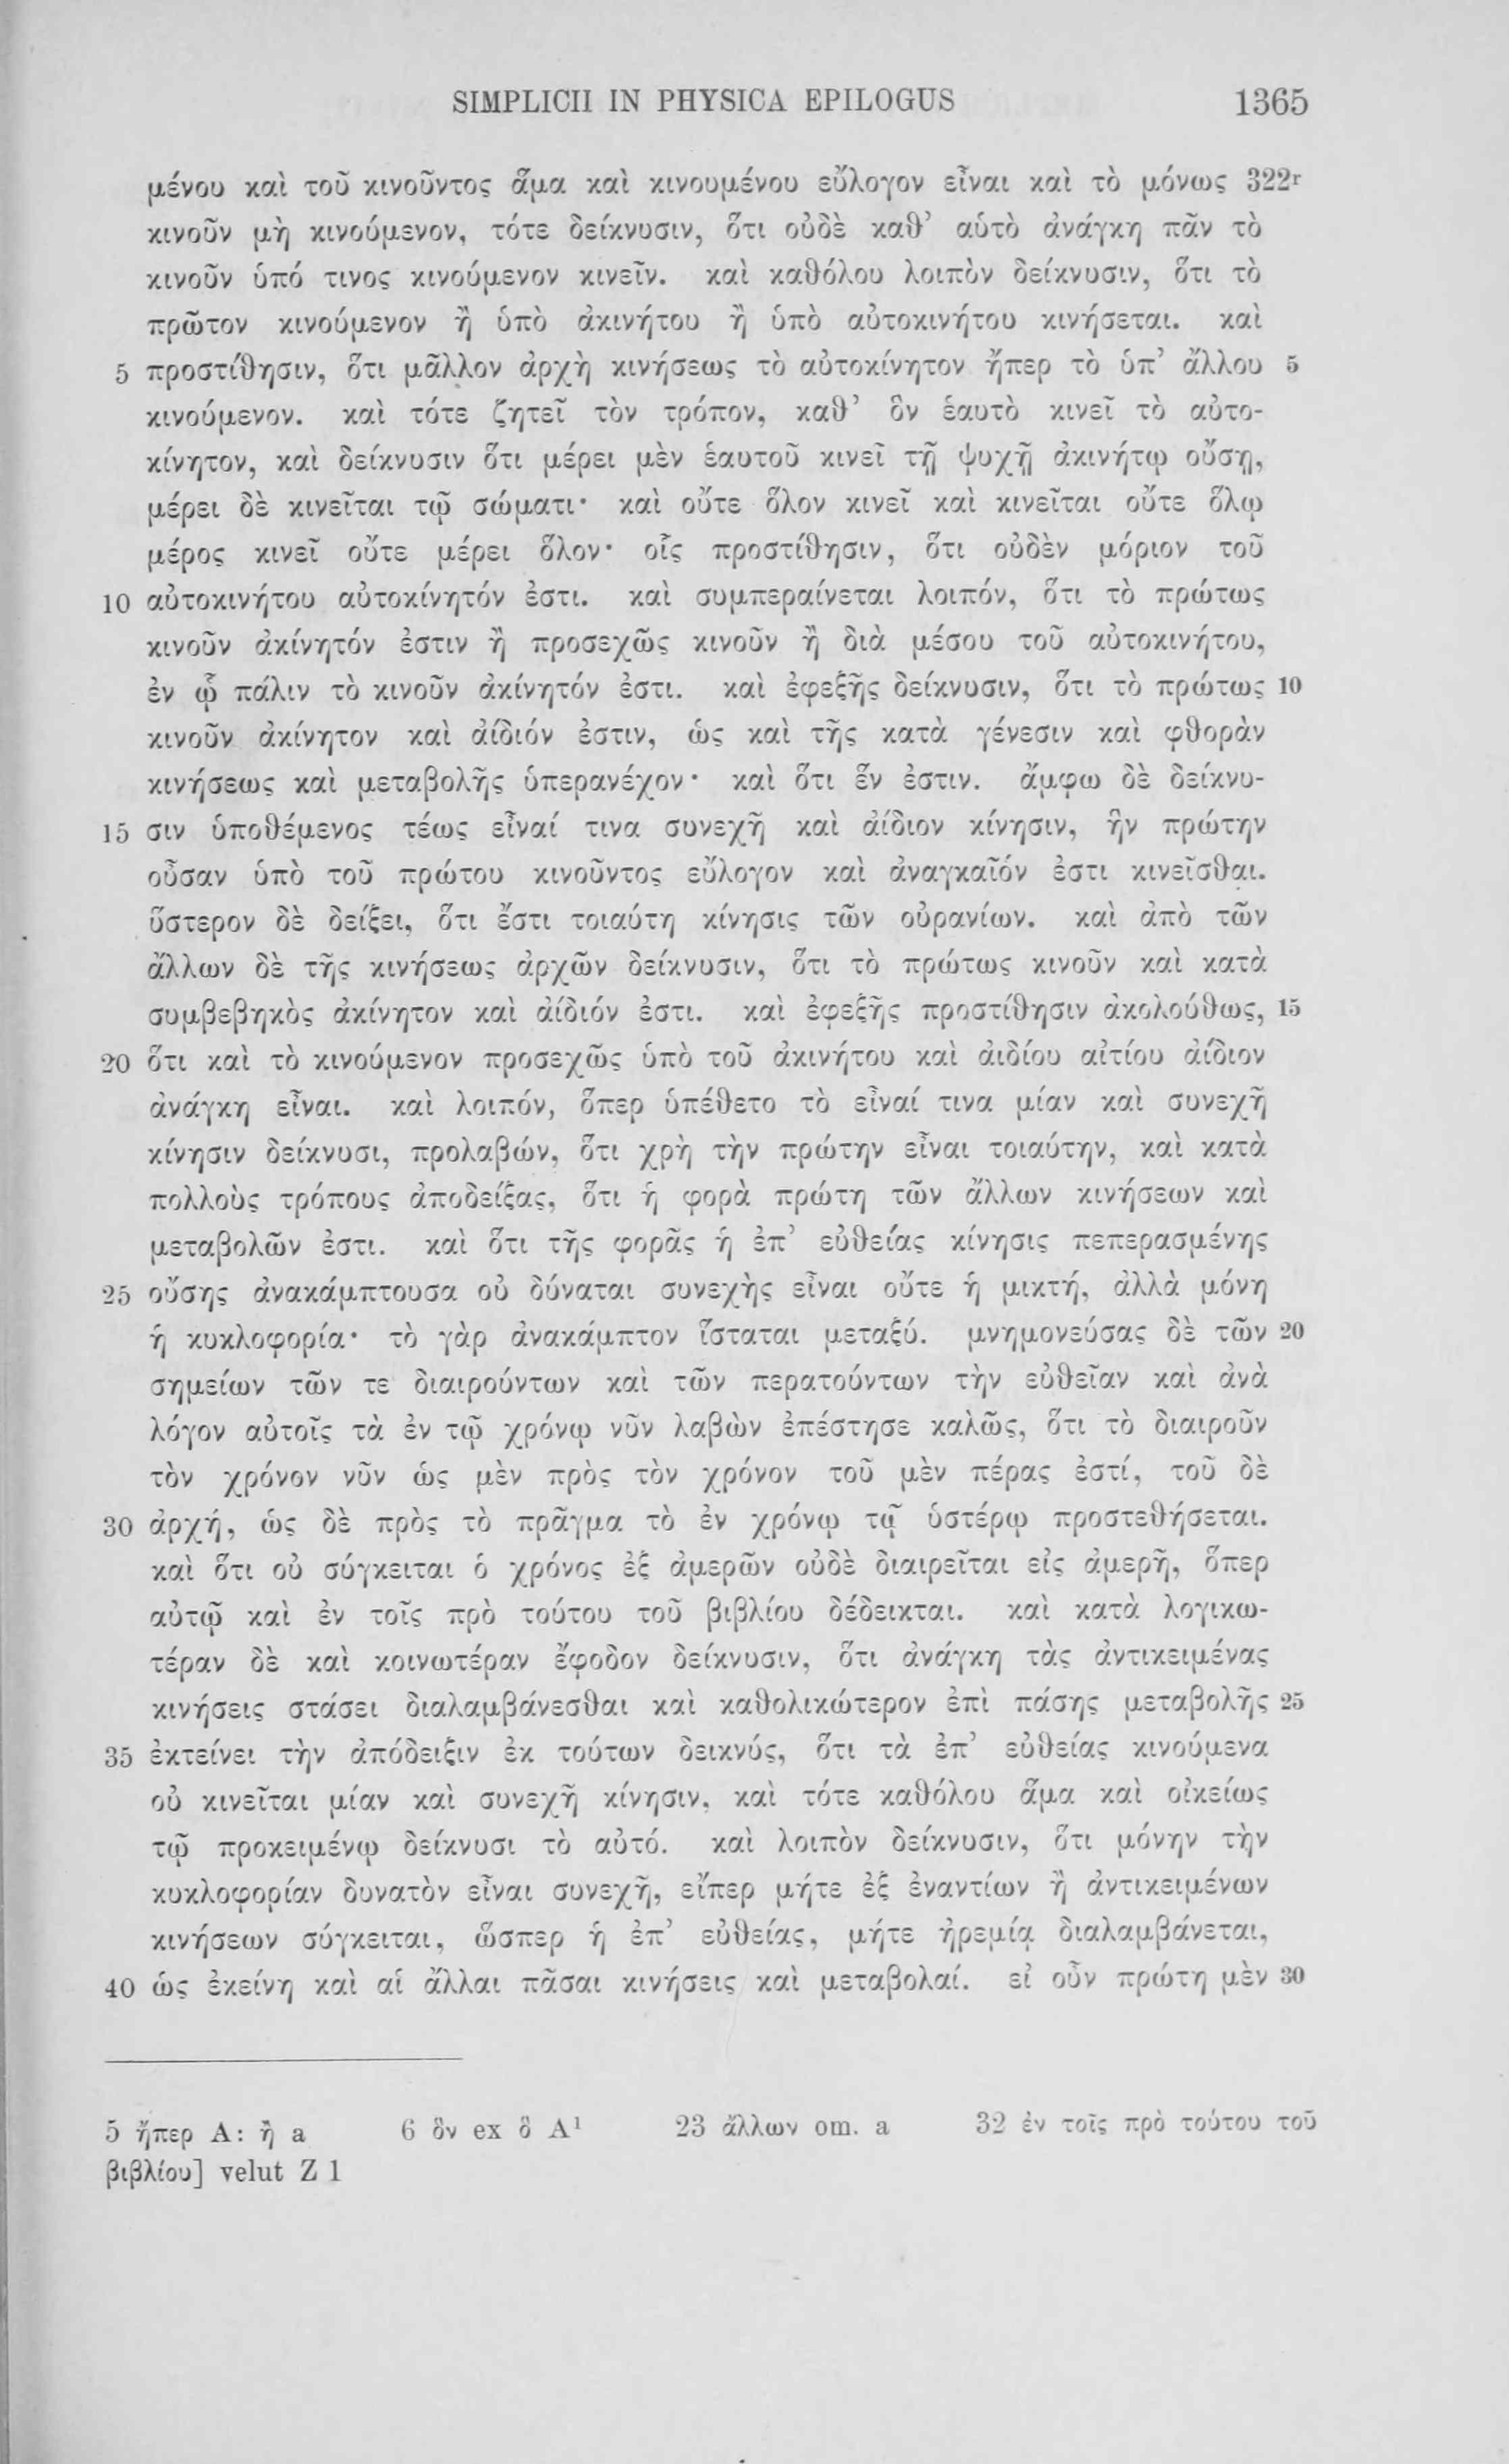 SIMPLICII IN PHYSICA EPILOGUS 1365
μένου καὶ τοῦ κινοῦντος ἅμα καὶ κινουμένου εὔλογον εἶναι καὶ τὸ μόνως 322r
κινοῦν μὴ κινούμενον, τότε δείκνυσιν, ὅτι οὐδὲ καθ’ αὑτὸ ἀνάγκη πᾶν τὸ
κινοῦν ὑπό τινος κινούμενον κινεῖν. καὶ καθόλου λοιπὸν δείκνυσιν, ὅτι τὸ
πρῶτον κινούμενον ἢ ὑπὸ ἀκινήτου ἢ ὑπὸ αὐτοκινήτου κινήσεται. καὶ
5 προστίθησιν, ὅτι μᾶλλον ἀρχὴ κινήσεως τὸ αὐτοκίνητον ἤπερ τὸ ὑπ’ ἄλλου 5
κινούμενον. καὶ τότε ζητεῖ τὸν τρόπον, καθ’ ὃν ἑαυτὸ κινεῖ τὸ αὐτο-
κίνητον, καὶ δείκνυσιν ὅτι μέρει μὲν ἑαυτοῦ κινεῖ τῇ ψυχῇ ἀκινήτῳ οὔσῃ,
μέρει δὲ κινεῖται τῷ σώματι· καὶ οὔτε ὅλον κινεῖ καὶ κινεῖται οὔτε ὅλῳ
μέρος κινεῖ οὔτε μέρει ὅλον· οἷς προστίθησιν, ὅτι οὐδὲν μόριον τοῦ
10 αὐτοκινήτου αὐτοκίνητόν ἐστι. καὶ συμπεραίνεται λοιπόν, ὅτι τὸ πρώτως
κινοῦν ἀκίνητόν ἐστιν ἢ προσεχῶς κινοῦν ἢ διὰ μέσου τοῦ αὐτοκινήτου,
ἐν ᾧ πάλιν τὸ κινοῦν ἀκίνητόν ἐστι. καὶ ἐφεξῆς δείκνυσιν, ὅτι τὸ πρώτως 10
κινοῦν ἀκίνητον καὶ ἀίδιόν ἐστιν, ὡς καὶ τῆς κατὰ γένεσιν καὶ φθορὰν
κινήσεως καὶ μεταβολῆς ὑπερανέχον· καὶ ὅτι ἕν ἐστιν. ἄμφω δὲ δείκνυ-
15 σιν ὑποθέμενος τέως εἶναί τινα συνεχῆ καὶ ἀίδιον κίνησιν, ἣν πρώτην
οὖσαν ὑπὸ τοῦ πρώτου κινοῦντος εὔλογον καὶ ἀναγκαῖόν ἐστι κινεῖσθαι.
ὕστερον δὲ δείξει, ὅτι ἔστι τοιαύτη κίνησις τῶν οὐρανίων. καὶ ἀπὸ τῶν
ἄλλων δὲ τῆς κινήσεως ἀρχῶν δείκνυσιν, ὅτι τὸ πρώτως κινοῦν καὶ κατὰ
συμβεβηκὸς ἀκίνητον καὶ ἀίδιόν ἐστι. καὶ ἐφεξῆς προστίθησιν ἀκολούθως, 15
20 ὅτι καὶ τὸ κινούμενον προσεχῶς ὑπὸ τοῦ ἀκινήτου καὶ ἀιδίου αἰτίου ἀίδιον
ἀνάγκη εἶναι. καὶ λοιπόν, ὅπερ ὑπέθετο τὸ εἶναί τινα μίαν καὶ συνεχῆ
κίνησιν δείκνυσι, προλαβών, ὅτι χρὴ τὴν πρώτην εἶναι τοιαύτην, καὶ κατὰ
πολλοὺς τρόπους ἀποδείξας, ὅτι ἡ φορὰ πρώτη τῶν ἄλλων κινήσεων καὶ
μεταβολῶν ἐστι. καὶ ὅτι τῆς φορᾶς ἡ ἐπ’ εὐθείας κίνησις πεπερασμένης
25 οὔσης ἀνακάμπτουσα οὐ δύναται συνεχὴς εἶναι οὔτε ἡ μικτή, ἀλλὰ μόνη
ἡ κυκλοφορία· τὸ γὰρ ἀνακάμπτον ἵσταται μεταξύ. μνημονεύσας δὲ τῶν 20
σημείων τῶν τε διαιρούντων καὶ τῶν περατούντων τὴν εὐθεῖαν καὶ ἀνὰ
λόγον αὐτοῖς τὰ ἐν τῷ χρόνῳ νῦν λαβὼν ἐπέστησε καλῶς, ὅτι τὸ διαιροῦν
τὸν χρόνον νῦν ὡς μὲν πρὸς τὸν χρόνον τοῦ μὲν πέρας ἐστί, τοῦ δὲ
30 ἀρχή, ὡς δὲ πρὸς τὸ πρᾶγμα τὸ ἐν χρόνῳ τῷ ὑστέρῳ προστεθήσεται.
καὶ ὅτι οὐ σύγκειται ὁ χρόνος ἐξ ἀμερῶν οὐδὲ διαιρεῖται εἰς ἀμερῆ, ὅπερ
αὐτῷ καὶ ἐν τοῖς πρὸ τούτου τοῦ βιβλίου δέδεικται. καὶ κατὰ λογικω-
τέραν δὲ καὶ κοινωτέραν ἔφοδον δείκνυσιν, ὅτι ἀνάγκη τὰς ἀντικειμένας
κινήσεις στάσει διαλαμβάνεσθαι καὶ καθολικώτερον ἐπὶ πάσης μεταβολῆς 25
35 ἐκτείνει τὴν ἀπόδειξιν ἐκ τούτων δεικνύς, ὅτι τὰ ἐπ’ εὐθείας κινούμενα
οὐ κινεῖται μίαν καὶ συνεχῆ κίνησιν, καὶ τότε καθόλου ἅμα καὶ οἰκείως
τῷ προκειμένῳ δείκνυσι τὸ αὐτό. καὶ λοιπὸν δείκνυσιν, ὅτι μόνην τὴν
κυκλοφορίαν δυνατὸν εἶναι συνεχῆ, εἴπερ μήτε ἐξ ἐναντίων ἢ ἀντικειμένων
κινήσεων σύγκειται, ὥσπερ ἡ ἐπ’ εὐθείας, μήτε ἠρεμίᾳ διαλαμβάνεται,
40 ὡς ἐκείνη καὶ αἱ ἄλλαι πᾶσαι κινήσεις καὶ μεταβολαί. εἰ οὖν πρώτη μὲν 30
5 ἤπερ A: ἢ a 6 ὃν ex ὃ A¹ 23 ἄλλων om. a 32 ἐν τοῖς πρὸ τούτου τοῦ
βιβλίου] velut Z 1